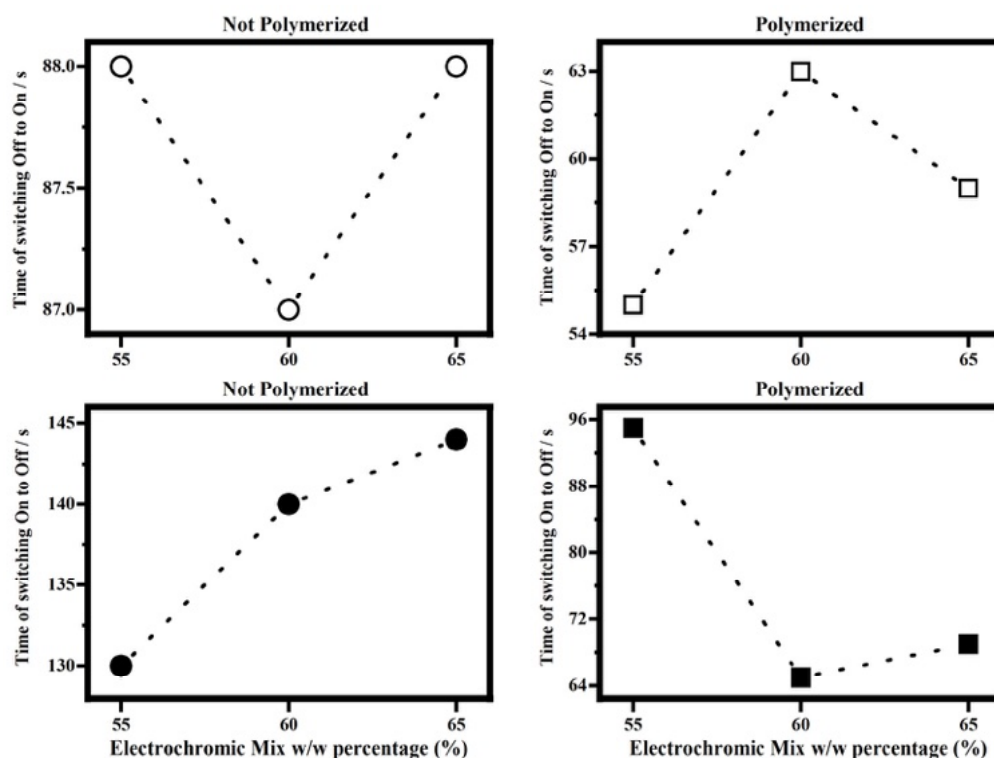 Not Polymerized
Time of switching Off to On / s
88.0
87.5
87.0
55
60
65
Polymerized
Time of switching Off to On / s
63
60
57
54
55
60
65
Not Polymerized
Time of switching On to Off / s
145
140
135
130
55
60
65
Electrochromic Mix w/w percentage (%)
Polymerized
Time of switching On to Off / s
96
88
80
72
64
55
60
65
Electrochromic Mix w/w percentage (%)